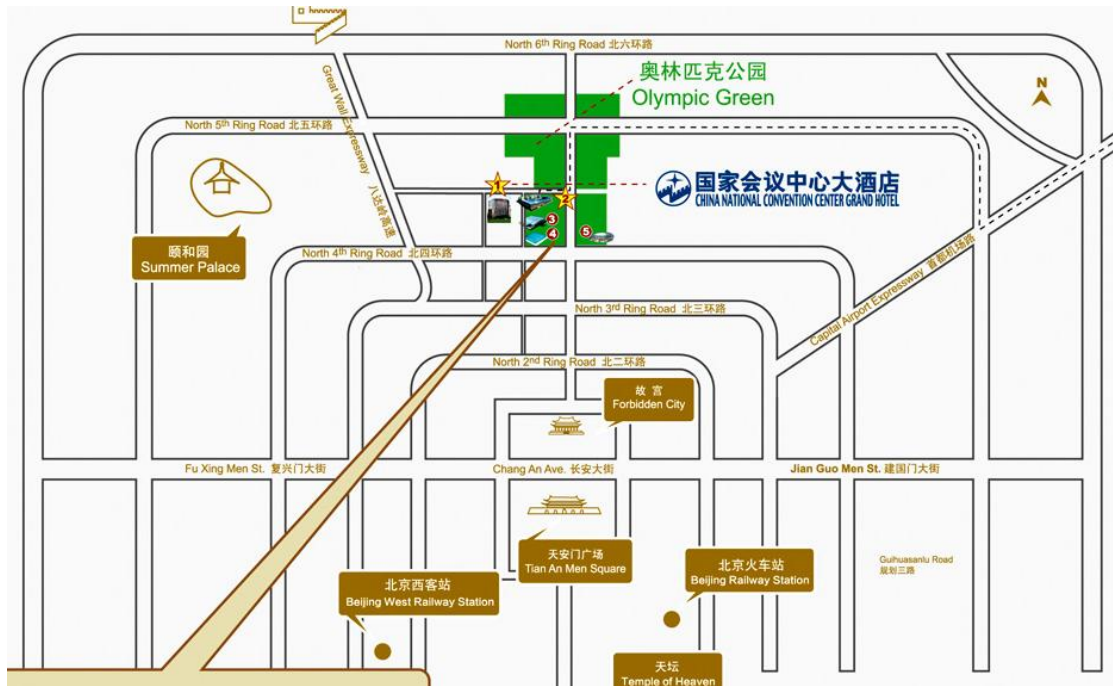 North 6th Ring Road 北六环路
奥林匹克公园
Olympic Green
N
Great Wall Expressway 八达岭高速
North 5th Ring Road 北五环路
1
国家会议中心大酒店
CHINA NATIONAL CONVENTION CENTER GRAND HOTEL
2
3
4
5
颐和园
Summer Palace
North 4th Ring Road 北四环路
Capital Airport Expressway 首都机场路
North 3rd Ring Road 北三环路
North 2nd Ring Road 北二环路
故宫
Forbidden City
Fu Xing Men St. 复兴门大街
Chang An Ave. 长安大街
Jian Guo Men St. 建国门大街
天安门广场
Tian An Men Square
Guihuasanlu Road
规划三路
北京火车站
Beijing Railway Station
北京西客站
Beijing West Railway Station
天坛
Temple of Heaven